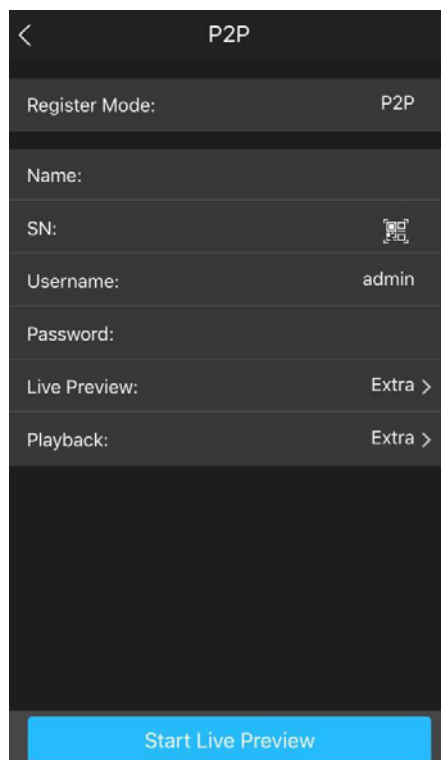 P2P
Register Mode: P2P
Name:
SN:
Username: admin
Password:
Live Preview: Extra >
Playback: Extra >
Start Live Preview